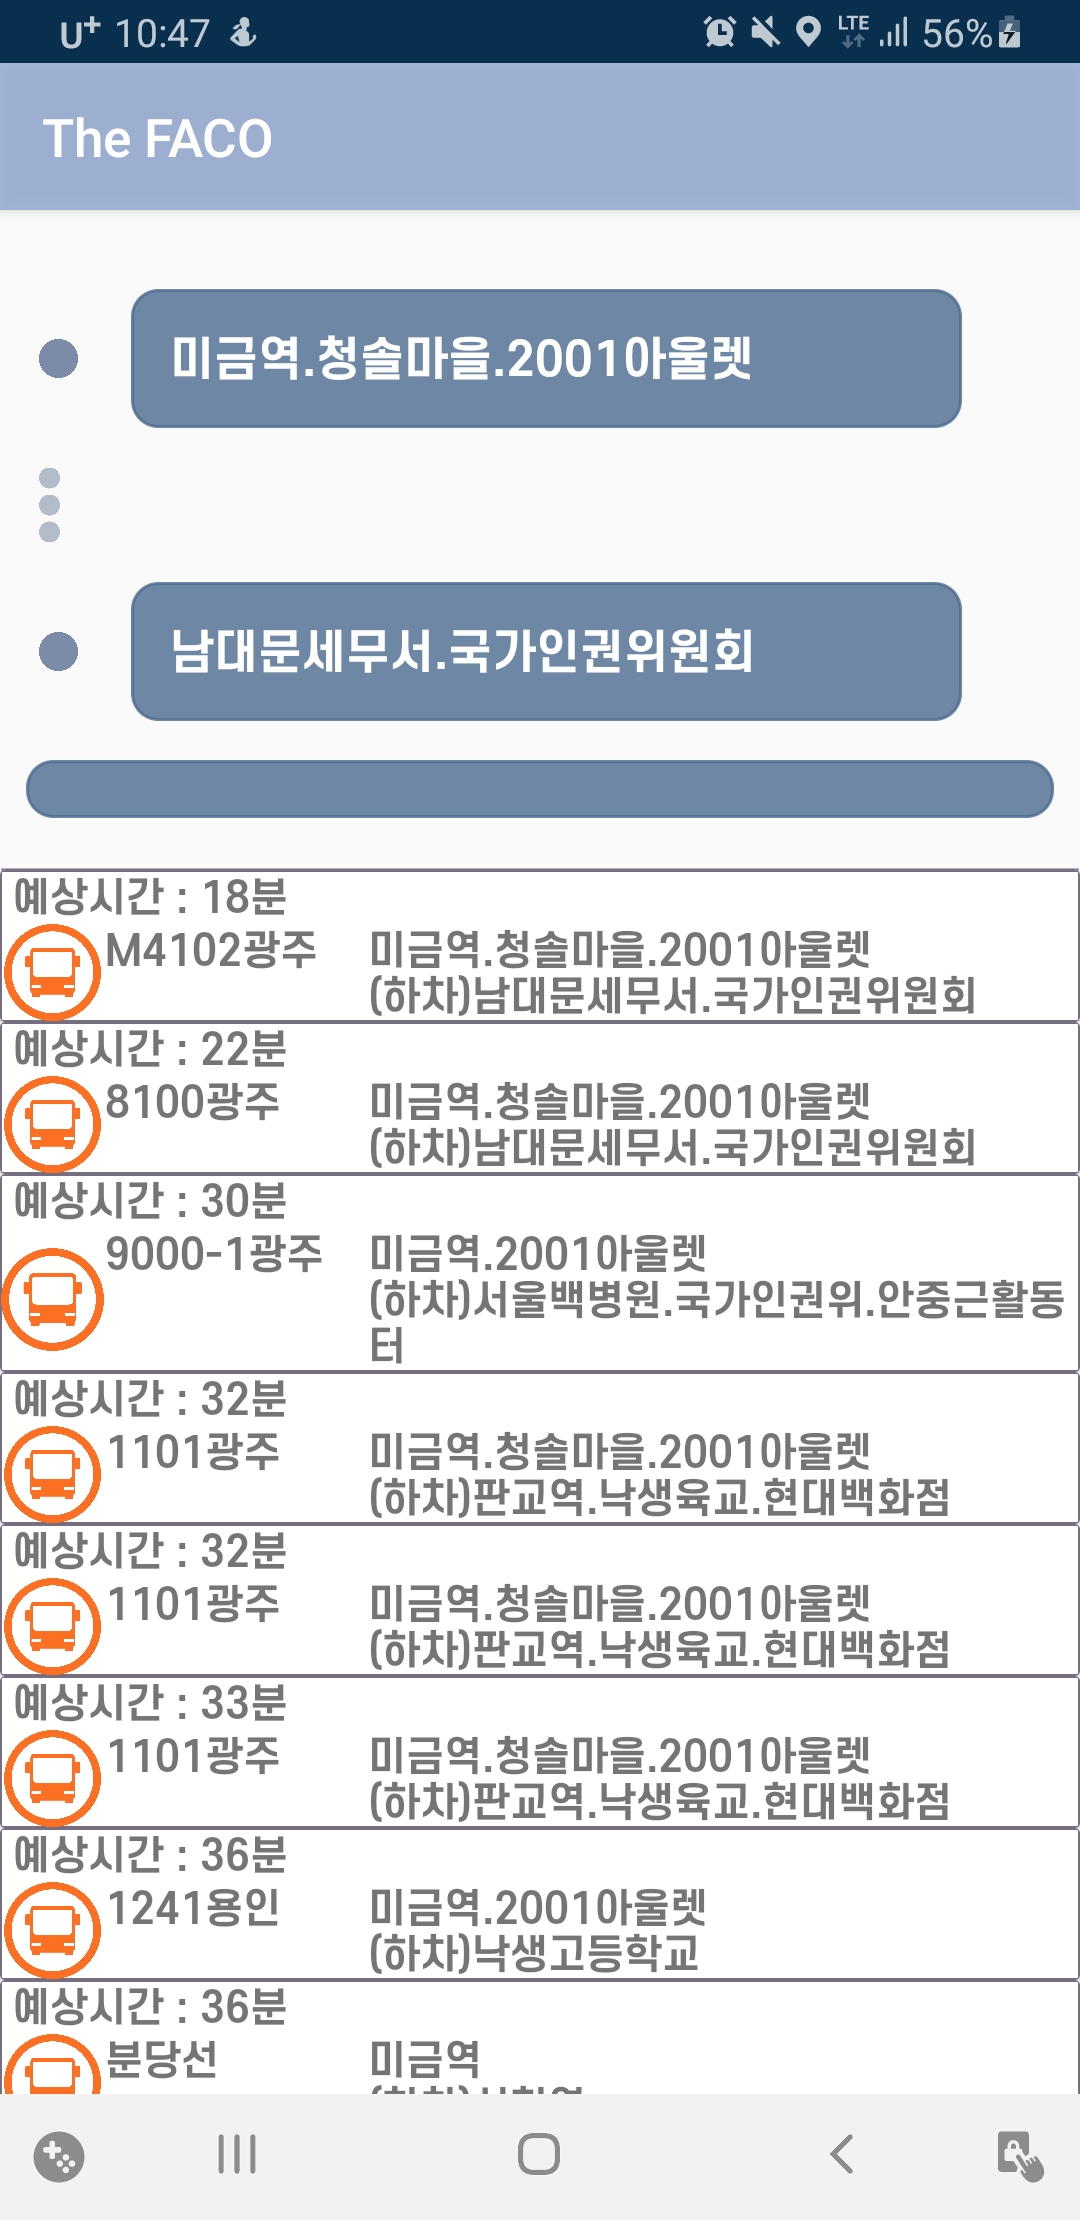 U+ 10:47 LTE 56%
The FACO
미금역.청솔마을.2001아울렛
남대문세무서.국가인권위원회
예상시간 : 18분
M4102광주 미금역.청솔마을.2001아울렛
(하차)남대문세무서.국가인권위원회
예상시간 : 22분
8100광주 미금역.청솔마을.2001아울렛
(하차)남대문세무서.국가인권위원회
예상시간 : 30분
9000-1광주 미금역.2001아울렛
(하차)서울백병원.국가인권위.안중근활동
터
예상시간 : 32분
1101광주 미금역.청솔마을.2001아울렛
(하차)판교역.낙생육교.현대백화점
예상시간 : 32분
1101광주 미금역.청솔마을.2001아울렛
(하차)판교역.낙생육교.현대백화점
예상시간 : 33분
1101광주 미금역.청솔마을.2001아울렛
(하차)판교역.낙생육교.현대백화점
예상시간 : 36분
1241용인 미금역.2001아울렛
(하차)낙생고등학교
예상시간 : 36분
분당선 미금역